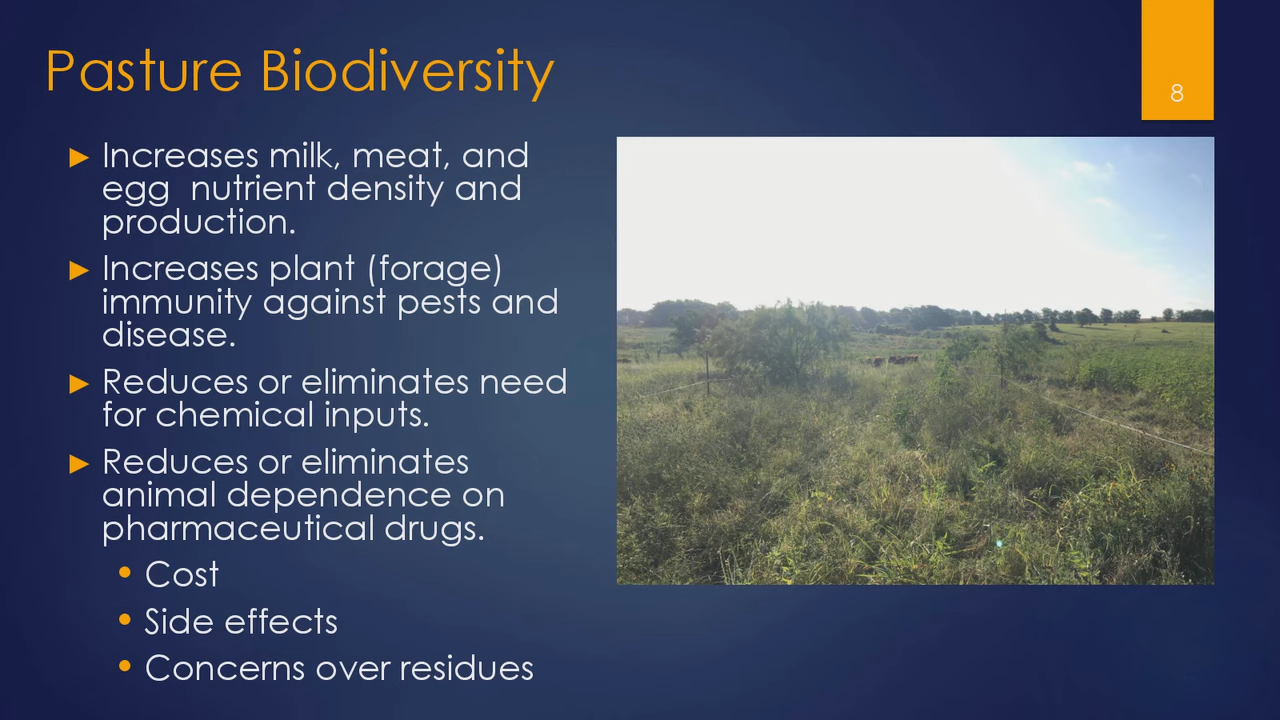 Pasture Biodiversity
8
► Increases milk, meat, and
egg  nutrient density and
production.
► Increases plant (forage)
immunity against pests and
disease.
► Reduces or eliminates need
for chemical inputs.
► Reduces or eliminates
animal dependence on
pharmaceutical drugs.
• Cost
• Side effects
• Concerns over residues